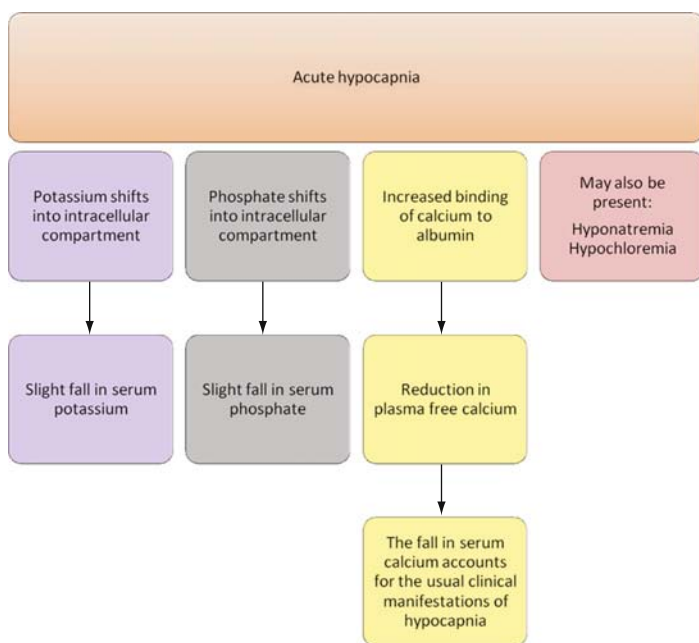 Acute hypocapnia
Potassium shifts
into intracellular
compartment
Phosphate shifts
into intracellular
compartment
Increased binding
of calcium to
albumin
May also be
present:
Hyponatremia
Hypochloremia
Slight fall in serum
potassium
Slight fall in serum
phosphate
Reduction in
plasma free calcium
The fall in serum
calcium accounts
for the usual clinical
manifestations of
hypocapnia